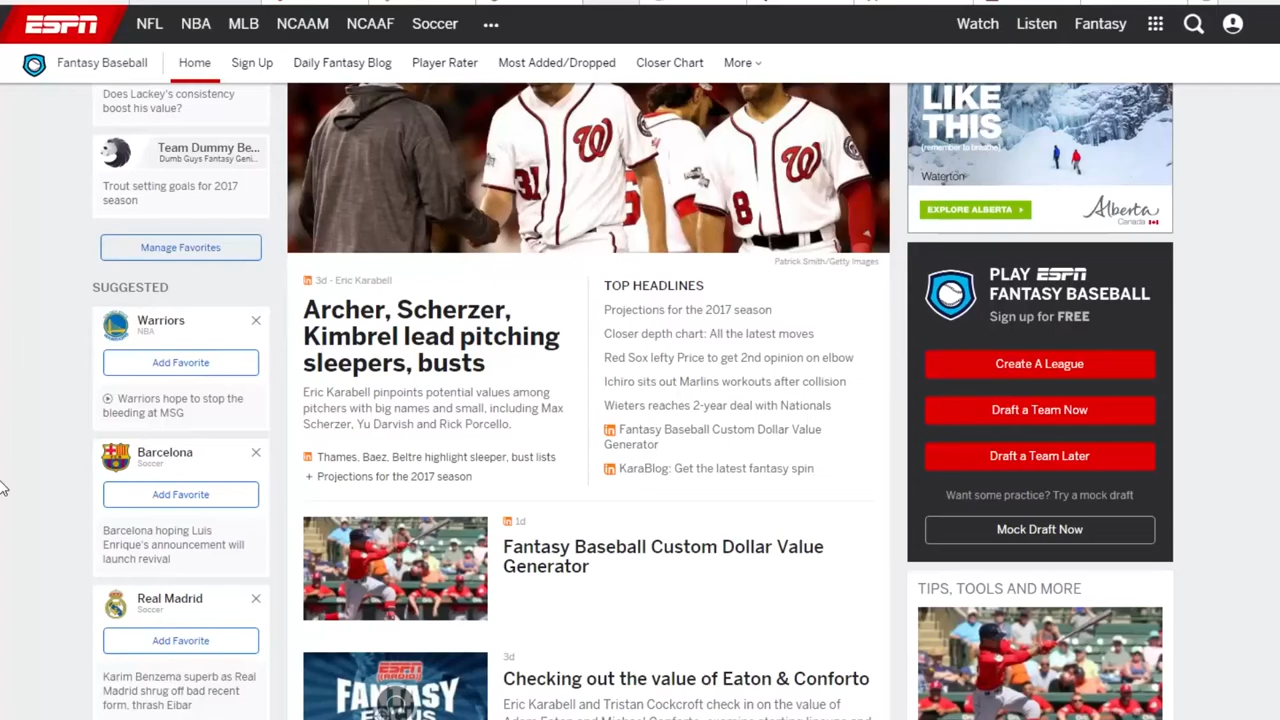 ESPN
NFL
NBA
MLB
NCAAM
NCAAF
Soccer
Watch
Listen
Fantasy
Fantasy Baseball
Home
Sign Up
Daily Fantasy Blog
Player Rater
Most Added/Dropped
Closer Chart
More
Does Lackey's consistency
boost his value?
Team Dummy Be...
Dumb Guys Fantasy Geni...
Trout setting goals for 2017
season
Manage Favorites
SUGGESTED
Warriors
NBA
Add Favorite
Warriors hope to stop the
bleeding at MSG
Barcelona
Soccer
Add Favorite
Barcelona hoping Luis
Enrique's announcement will
launch revival
Real Madrid
Soccer
Add Favorite
Karim Benzema superb as Real
Madrid shrug off bad recent
form, thrash Eibar
W
31
W
8
Patrick Smith/Getty Images
in 3d - Eric Karabell
Archer, Scherzer,
Kimbrel lead pitching
sleepers, busts
Eric Karabell pinpoints potential values among
pitchers with big names and small, including Max
Scherzer, Yu Darvish and Rick Porcello.
in Thames, Baez, Beltre highlight sleeper, bust lists
+ Projections for the 2017 season
TOP HEADLINES
Projections for the 2017 season
Closer depth chart: All the latest moves
Red Sox lefty Price to get 2nd opinion on elbow
Ichiro sits out Marlins workouts after collision
Wieters reaches 2-year deal with Nationals
in Fantasy Baseball Custom Dollar Value
Generator
in KaraBlog: Get the latest fantasy spin
in 1d
Fantasy Baseball Custom Dollar Value
Generator
ESPN
RADIO
FANTASY
3d
Checking out the value of Eaton & Conforto
Eric Karabell and Tristan Cockcroft check in on the value of
LIKE
THIS
(remember to breathe)
Waterton
EXPLORE ALBERTA
Alberta
Canada
PLAY ESPN
FANTASY BASEBALL
Sign up for FREE
Create A League
Draft a Team Now
Draft a Team Later
Want some practice? Try a mock draft
Mock Draft Now
TIPS, TOOLS AND MORE